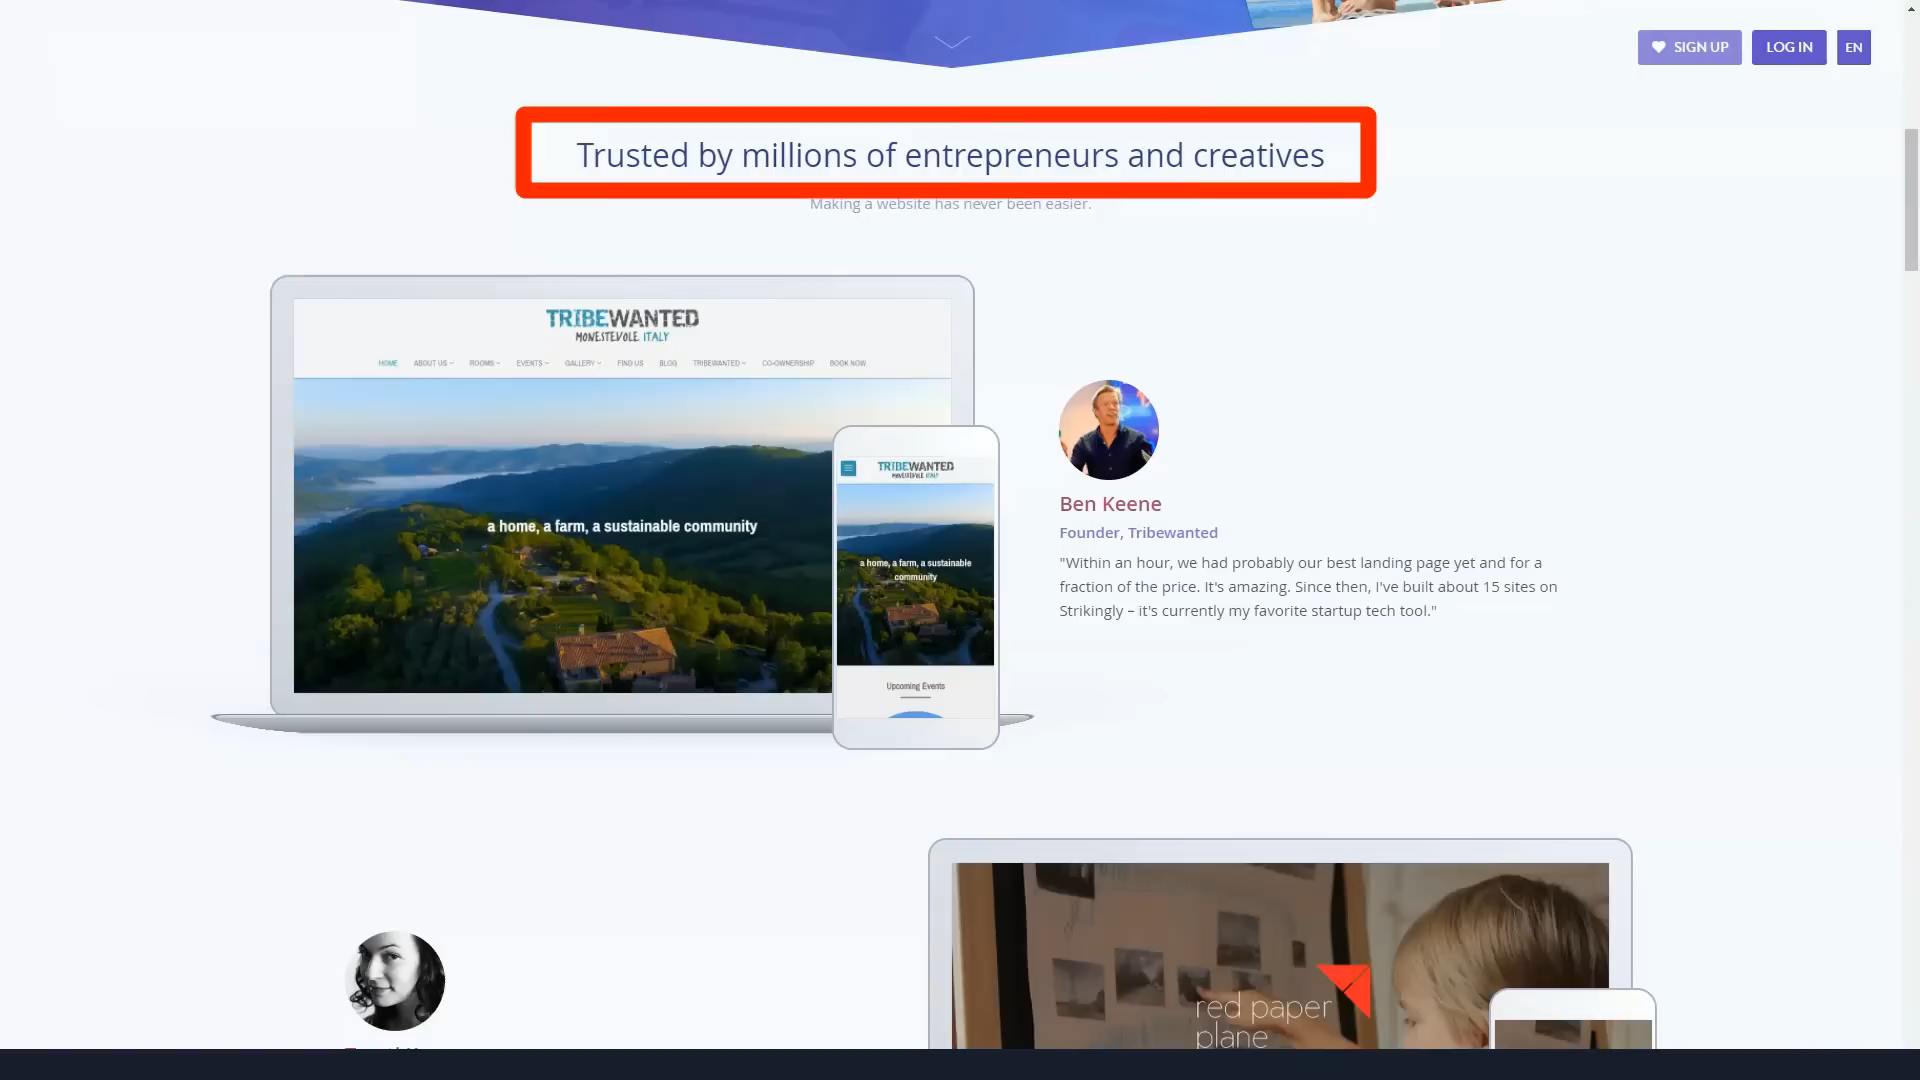 SIGN UP
LOG IN
EN
Trusted by millions of entrepreneurs and creatives
Making a website has never been easier.
TRIBEWANTED
MONESTEVOLE ITALY
HOME ABOUT US ROOMS EVENTS GALLERY FIND US BLOG TRIBEWANTED CO-OWNERSHIP BOOK NOW
a home, a farm, a sustainable community
TRIBEWANTED
MONESTEVOLE ITALY
a home, a farm, a sustainable
community
Upcoming Events
Ben Keene
Founder, Tribewanted
"Within an hour, we had probably our best landing page yet and for a
fraction of the price. It's amazing. Since then, I've built about 15 sites on
Strikingly – it's currently my favorite startup tech tool."
red paper
plane